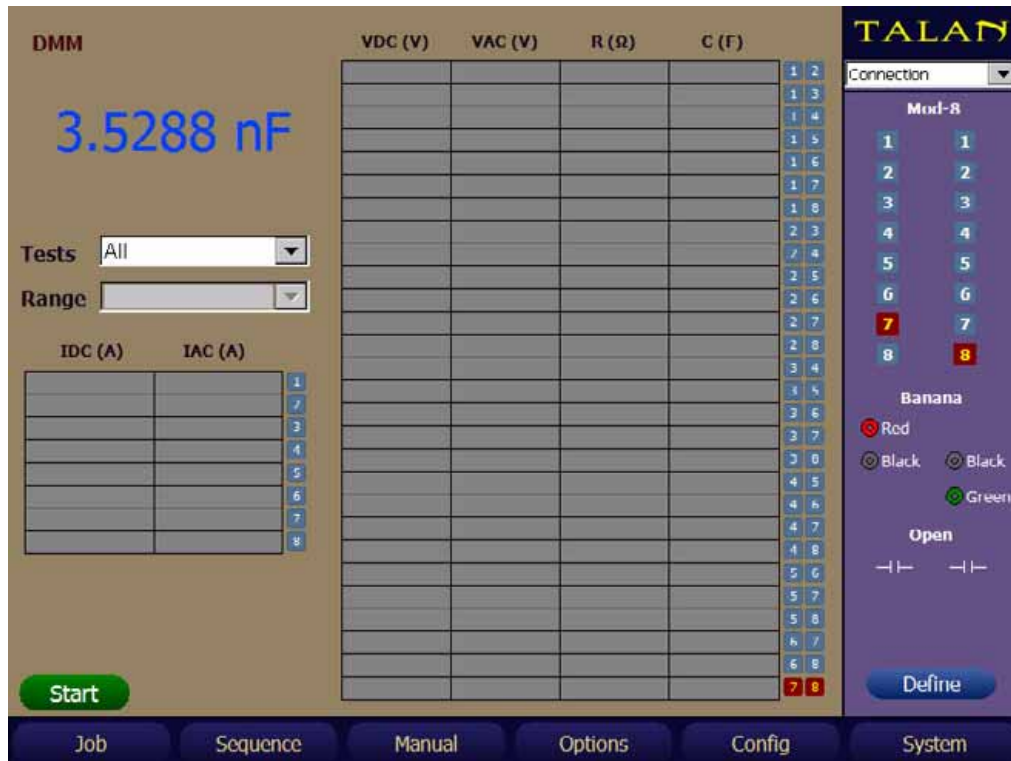 DMM
3.5288 nF
Tests All
Range
IDC (A) IAC (A)
1
2
3
4
5
6
7
8
Start
VDC (V) VAC (V) R (Ω) C (F)
1 2
1 3
1 4
1 5
1 6
1 7
1 8
2 3
2 4
2 5
2 6
2 7
2 8
3 4
3 5
3 6
3 7
3 8
4 5
4 6
4 7
4 8
5 6
5 7
5 8
6 7
6 8
7 8
TALAN
Connection
Mod-8
1 1
2 2
3 3
4 4
5 5
6 6
7 7
8 8
Banana
Red
Black Black
Green
Open
Define
Job Sequence Manual Options Config System